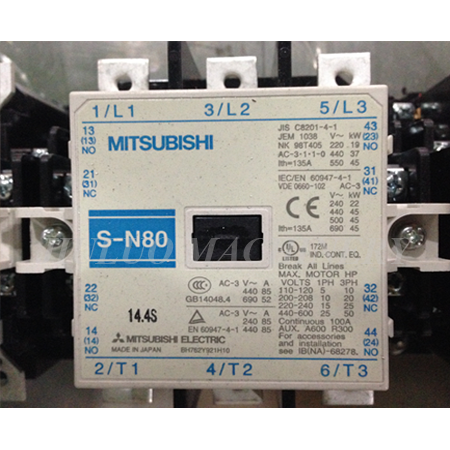 1/L1 3/L2 5/L3
13
(13)
NO
21
(31)
NC
MITSUBISHI
S-N80
22
(32)
NC
14
(14)
NO
14.4S
MITSUBISHI ELECTRIC
MADE IN JAPAN BH762Y921H10
AC-3 V~ A
440 85
GB14048.4 690 52
AC-3 V~ A
240 85
EN 60947-4-1 440 85
JIS C8201-4-1
JEM 1038 V~ kW
NK 98T405 220 19
AC-3-1-1-0 440 37
Ith=135A 550 45
IEC/EN 60947-4-1
VDE 0660-102 AC-3
V~ kW
240 22
440 45
500 45
Ith=135A 690 45
LISTED
IND. CONT. EQ.
Break All Lines
MAX. MOTOR HP
VOLTS 1PH 3PH
110-120 5 10
200-208 10 20
220-240 15
440-600 25 50
Continuous 100A
AUX. A600 R300
For accessories
and installation
see IB(NA)-68278.
43
(23)
NO
31
(41)
NC
32
(42)
NC
44
(24)
NO
2/T1 4/T2 6/T3